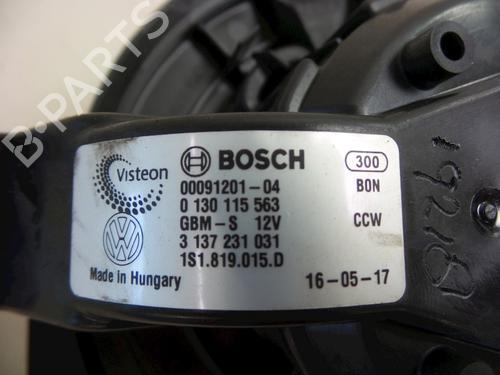 B-PARTS
Visteon BOSCH 300
00091201-04 BON
0 130 115 563
GBM-S 12V CCW
3 137 231 031
Made in Hungary 1S1.819.015.D 16-05-17